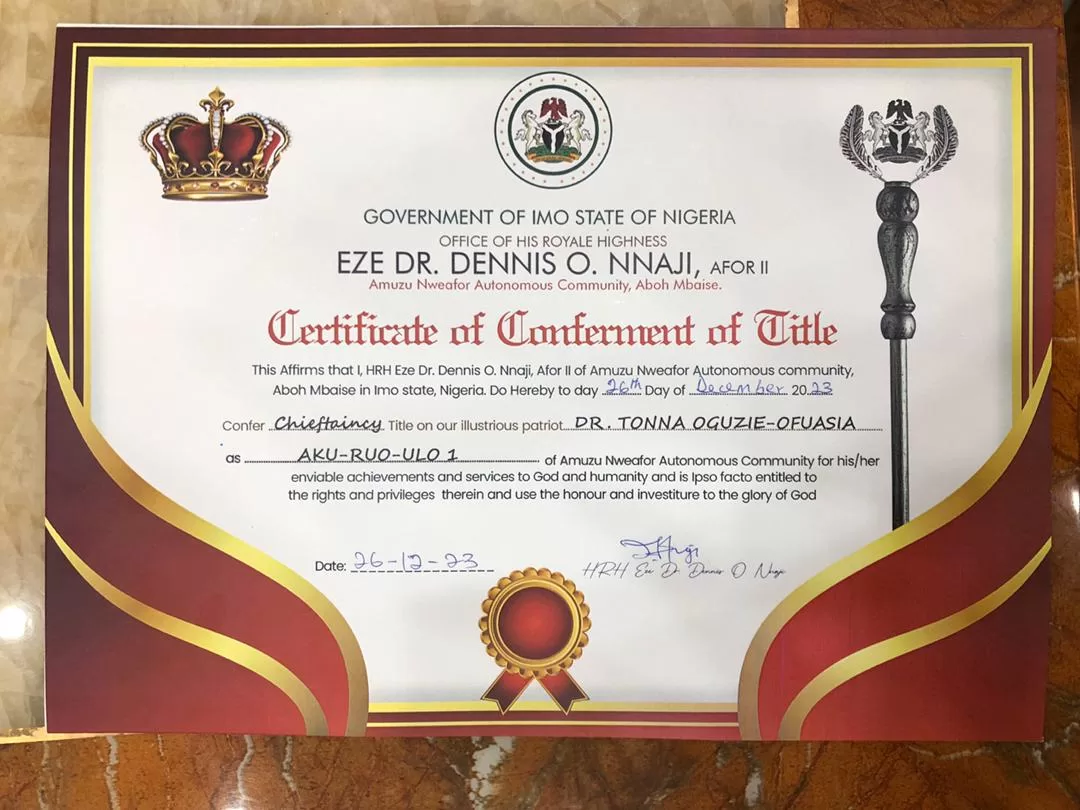 GOVERNMENT OF IMO STATE OF NIGERIA
OFFICE OF HIS ROYALE HIGHNESS
EZE DR. DENNIS O. NNAJI, AFOR II
Amuzu Nweafor Autonomous Community, Aboh Mbaise.
Certificate of Conferment of Title
This Affirms that I, HRH Eze Dr. Dennis O. Nnaji, Afor II of Amuzu Nweafor Autonomous community,
Aboh Mbaise in Imo state, Nigeria. Do Hereby to day 26th Day of December 2023
Confer Chieftaincy Title on our illustrious patriot DR. TONNA OGUZIE-OFUASIA
as AKU-RUO-ULO 1 of Amuzu Nweafor Autonomous Community for his/her
enviable achievements and services to God and humanity and is Ipso facto entitled to
the rights and privileges therein and use the honour and investiture to the glory of God
Date: 26-12-23
HRH Eze Dr Dennis O Nnaji